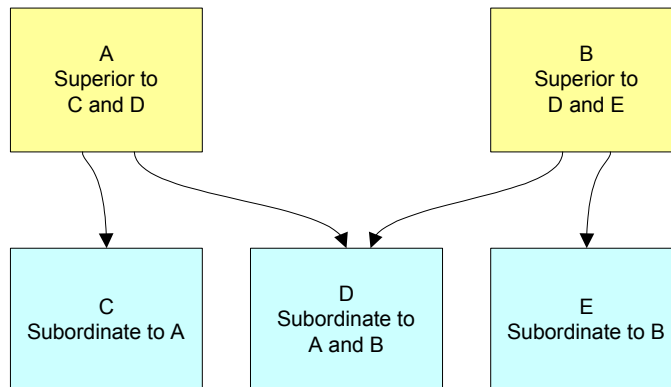 A
Superior to
C and D
B
Superior to
D and E
C
Subordinate to A
D
Subordinate to
A and B
E
Subordinate to B